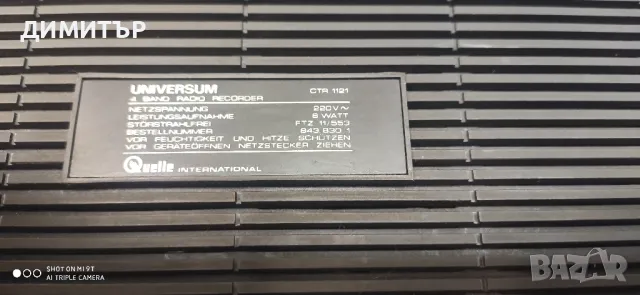 ДИМИТЪР
UNIVERSUM CTR 1121
4 BAND RADIO RECORDER
NETZSPANNUNG 220V~
LEISTUNGSAUFNAHME 8 WATT
STÖRSTRAHLFREI FTZ 11/553
BESTELLNUMMER 843 830 1
VOR FEUCHTIGKEIT UND HITZE SCHÜTZEN
VOR GERÄTEÖFFNEN NETZSTECKER ZIEHEN
Quelle INTERNATIONAL
SHOT ON MI 9T
AI TRIPLE CAMERA
BAZAR